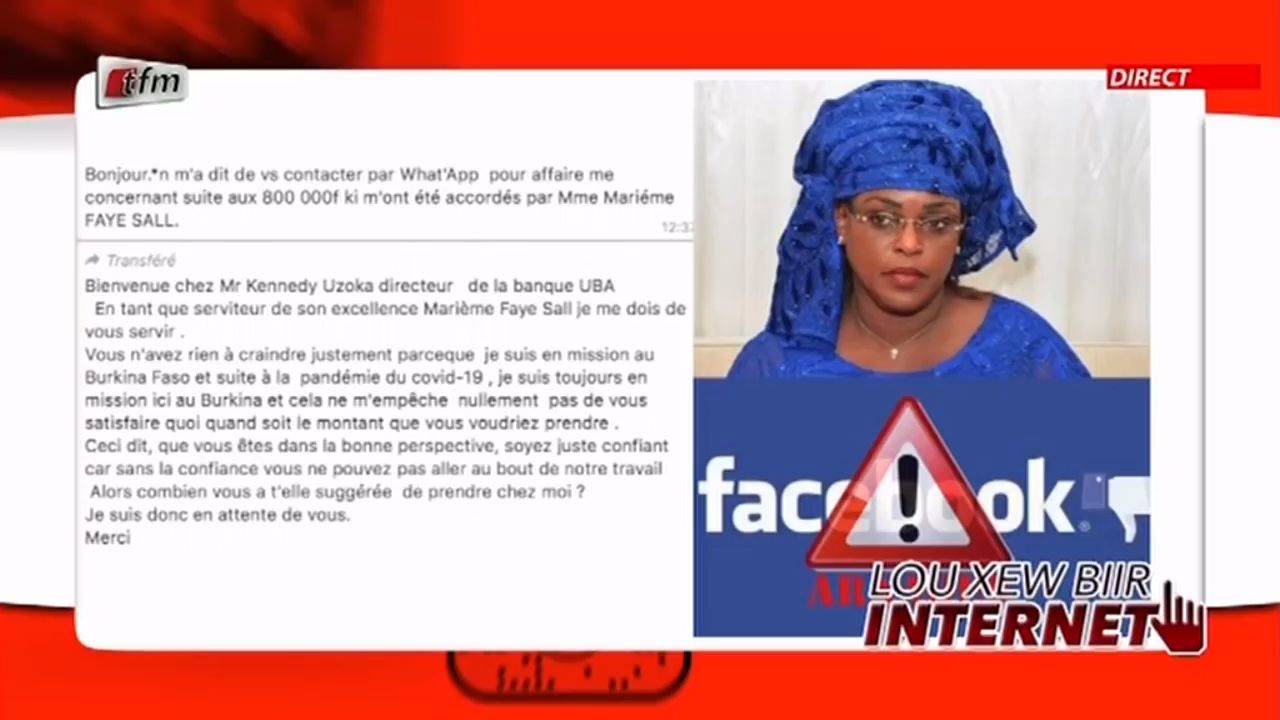 tfm
DIRECT
Bonjour.*n m'a dit de vs contacter par What'App pour affaire me
concernant suite aux 800 000f ki m'ont été accordés par Mme Mariéme
FAYE SALL.
Transféré
Bienvenue chez Mr Kennedy Uzoka directeur de la banque UBA
En tant que serviteur de son excellence Marième Faye Sall je me dois de
vous servir .
Vous n'avez rien à craindre justement parceque je suis en mission au
Burkina Faso et suite à la pandémie du covid-19 , je suis toujours en
mission ici au Burkina et cela ne m'empêche nullement pas de vous
satisfaire quoi quand soit le montant que vous voudriez prendre .
Ceci dit, que vous êtes dans la bonne perspective, soyez juste confiant
car sans la confiance vous ne pouvez pas aller au bout de notre travail
Alors combien vous a t'elle suggérée de prendre chez moi ?
Je suis donc en attente de vous.
Merci
facebook
LOU XEW BIIR
INTERNET